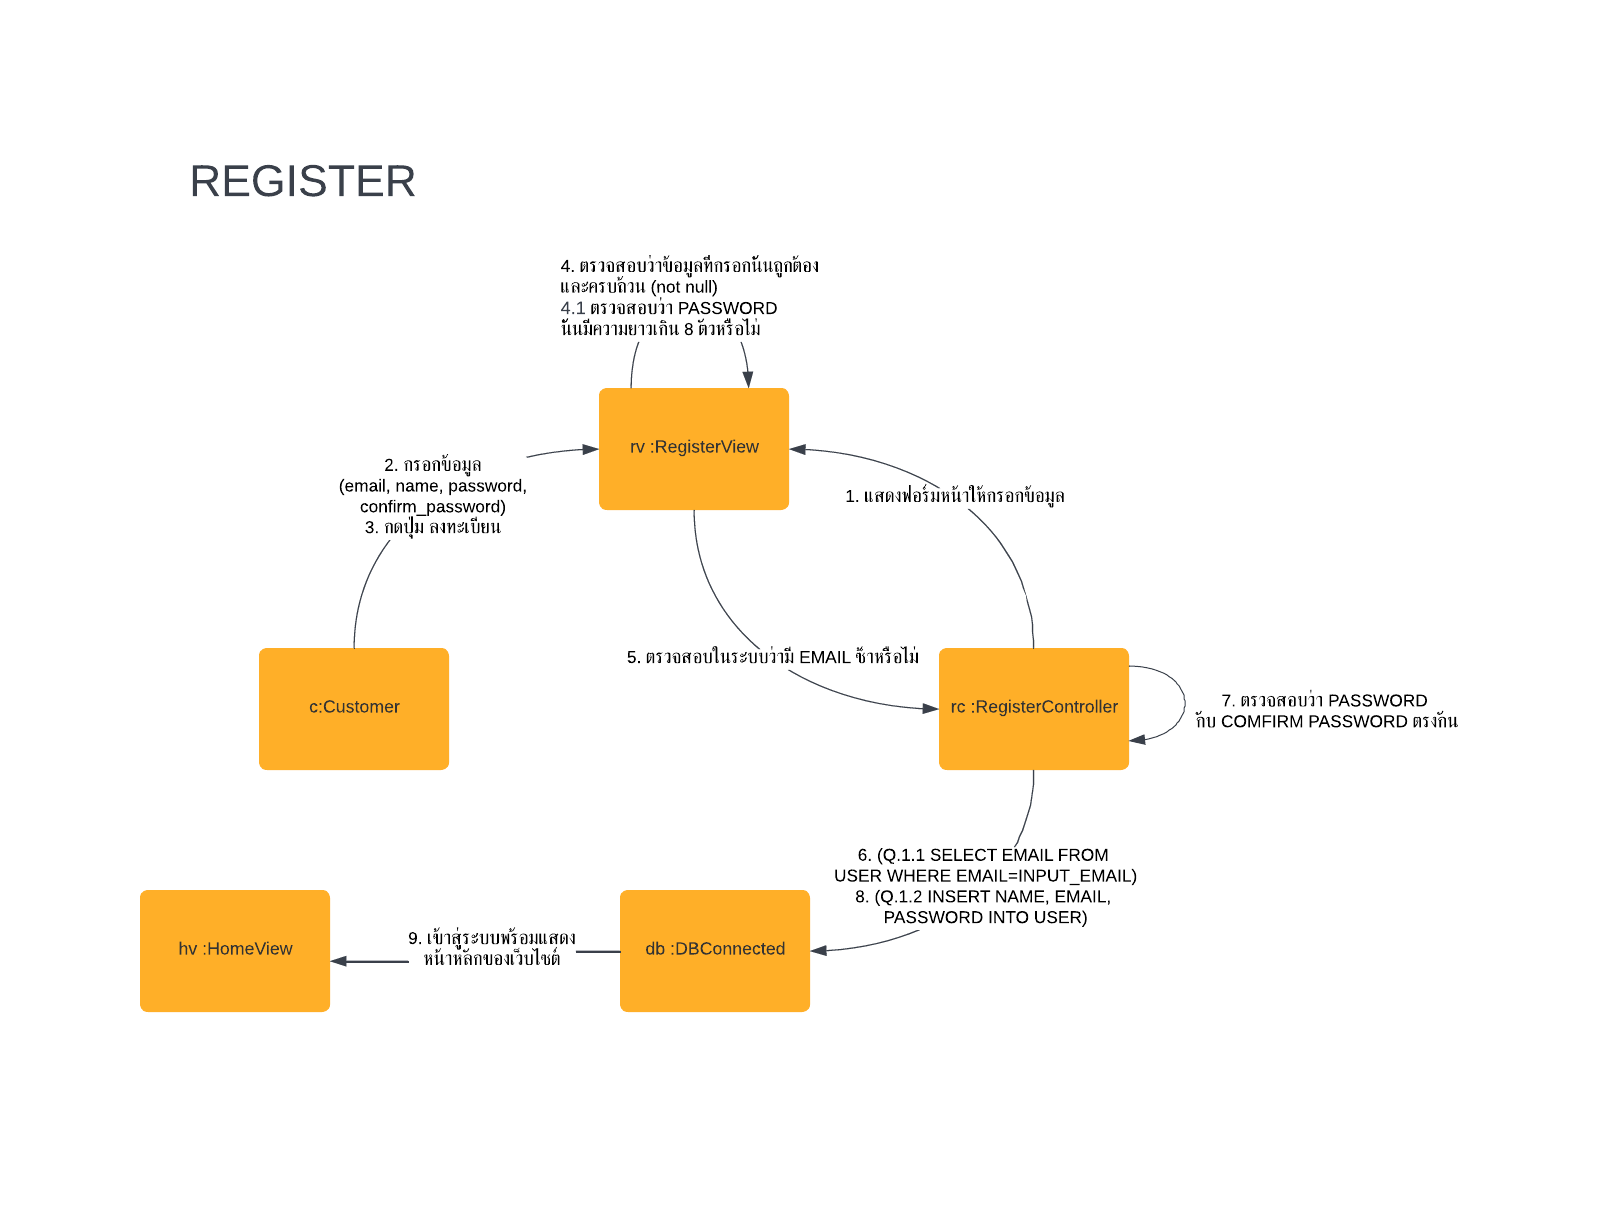 REGISTER
4. ตรวจสอบว่าข้อมูลที่กรอกนั้นถูกต้อง
และครบถ้วน (not null)
4.1 ตรวจสอบว่า PASSWORD
นั้นมีความยาวเกิน 8 ตัวหรือไม่
rv :RegisterView
2. กรอกข้อมูล
(email, name, password,
confirm_password)
3. กดปุ่ม ลงทะเบียน
1. แสดงฟอร์มหน้าให้กรอกข้อมูล
5. ตรวจสอบในระบบว่ามี EMAIL ซ้ำหรือไม่
c:Customer
rc :RegisterController
7. ตรวจสอบว่า PASSWORD
กับ COMFIRM PASSWORD ตรงกัน
6. (Q.1.1 SELECT EMAIL FROM
USER WHERE EMAIL=INPUT_EMAIL)
8. (Q.1.2 INSERT NAME, EMAIL,
PASSWORD INTO USER)
hv :HomeView
9. เข้าสู่ระบบพร้อมแสดง
หน้าหลักของเว็บไซต์
db :DBConnected